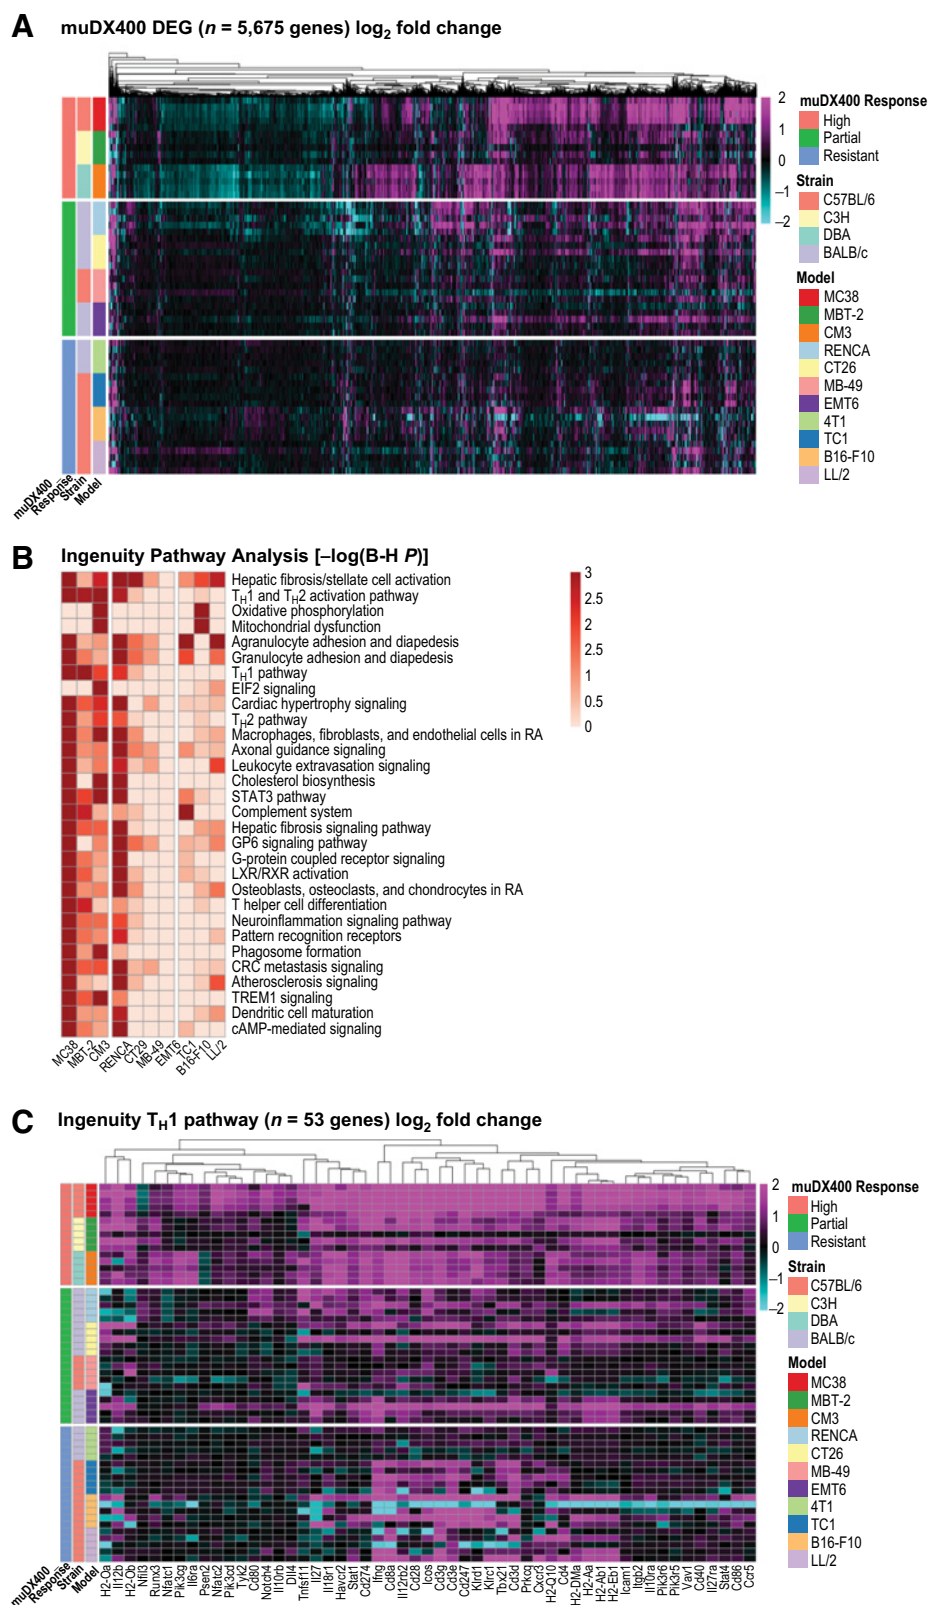 A muDX400 DEG (n = 5,675 genes) log2 fold change
2
1
0
–1
–2
muDX400 Response
High
Partial
Resistant
Strain
C57BL/6
C3H
DBA
BALB/c
Model
MC38
MBT-2
CM3
RENCA
CT26
MB-49
EMT6
4T1
TC1
B16-F10
LL/2
muDX400
Response
Strain
Model
B Ingenuity Pathway Analysis [–log(B-H P)]
Hepatic fibrosis/stellate cell activation
TH1 and TH2 activation pathway
Oxidative phosphorylation
Mitochondrial dysfunction
Agranulocyte adhesion and diapedesis
Granulocyte adhesion and diapedesis
TH1 pathway
EIF2 signaling
Cardiac hypertrophy signaling
TH2 pathway
Macrophages, fibroblasts, and endothelial cells in RA
Axonal guidance signaling
Leukocyte extravasation signaling
Cholesterol biosynthesis
STAT3 pathway
Complement system
Hepatic fibrosis signaling pathway
GP6 signaling pathway
G-protein coupled receptor signaling
LXR/RXR activation
Osteoblasts, osteoclasts, and chondrocytes in RA
T helper cell differentiation
Neuroinflammation signaling pathway
Pattern recognition receptors
Phagosome formation
CRC metastasis signaling
Atherosclerosis signaling
TREM1 signaling
Dendritic cell maturation
cAMP-mediated signaling
3
2.5
2
1.5
1
0.5
0
MC38
MBT-2
CM3
RENCA
CT29
MB-49
EMT6
TC1
B16-F10
LL/2
C Ingenuity TH1 pathway (n = 53 genes) log2 fold change
2
1
0
–1
–2
muDX400 Response
High
Partial
Resistant
Strain
C57BL/6
C3H
DBA
BALB/c
Model
MC38
MBT-2
CM3
RENCA
CT26
MB-49
EMT6
4T1
TC1
B16-F10
LL/2
muDX400
Response
Strain
Model
H2-Oa
Il12b
H2-Ob
Nfil3
Runx3
Nfatc1
Pik3cg
Il6ra
Psen2
Nfatc2
Pik3cd
Tyk2
Cd80
Notch4
Il10rb
Dll4
Tnfsf11
Il27
Il18r1
Havcr2
Stat1
Cd274
Ifng
Cd8a
Il12rb2
Cd28
Icos
Cd3g
Cd3e
Cd247
Klrd1
Klrc1
Tbx21
Cd3d
Prkcq
Cxcr3
H2-Q10
Cd4
H2-DMa
H2-Aa
H2-Ab1
H2-Eb1
Icam1
Itgb2
Il10ra
Pik3r6
Pik3r5
Vav1
Cd40
Il27ra
Stat4
Cd86
Ccr5